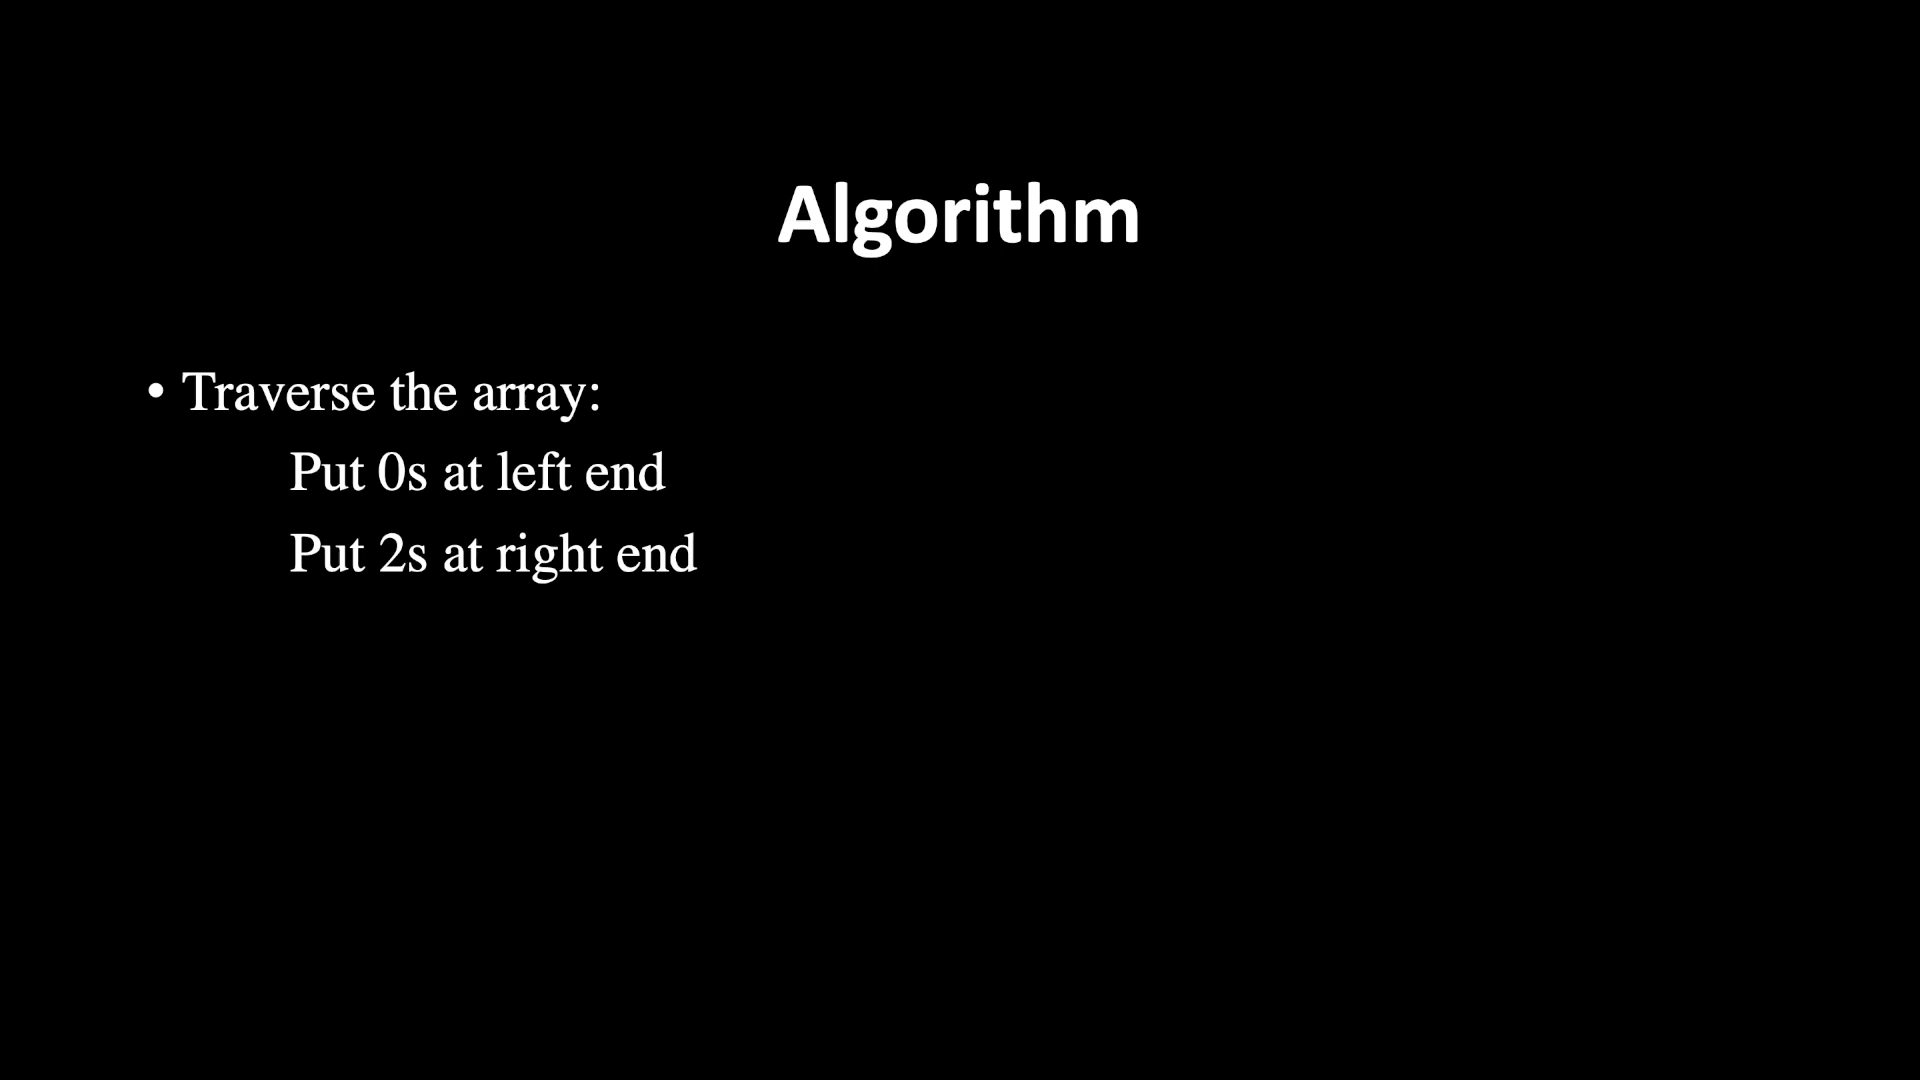 Algorithm
• Traverse the array:
Put 0s at left end
Put 2s at right end